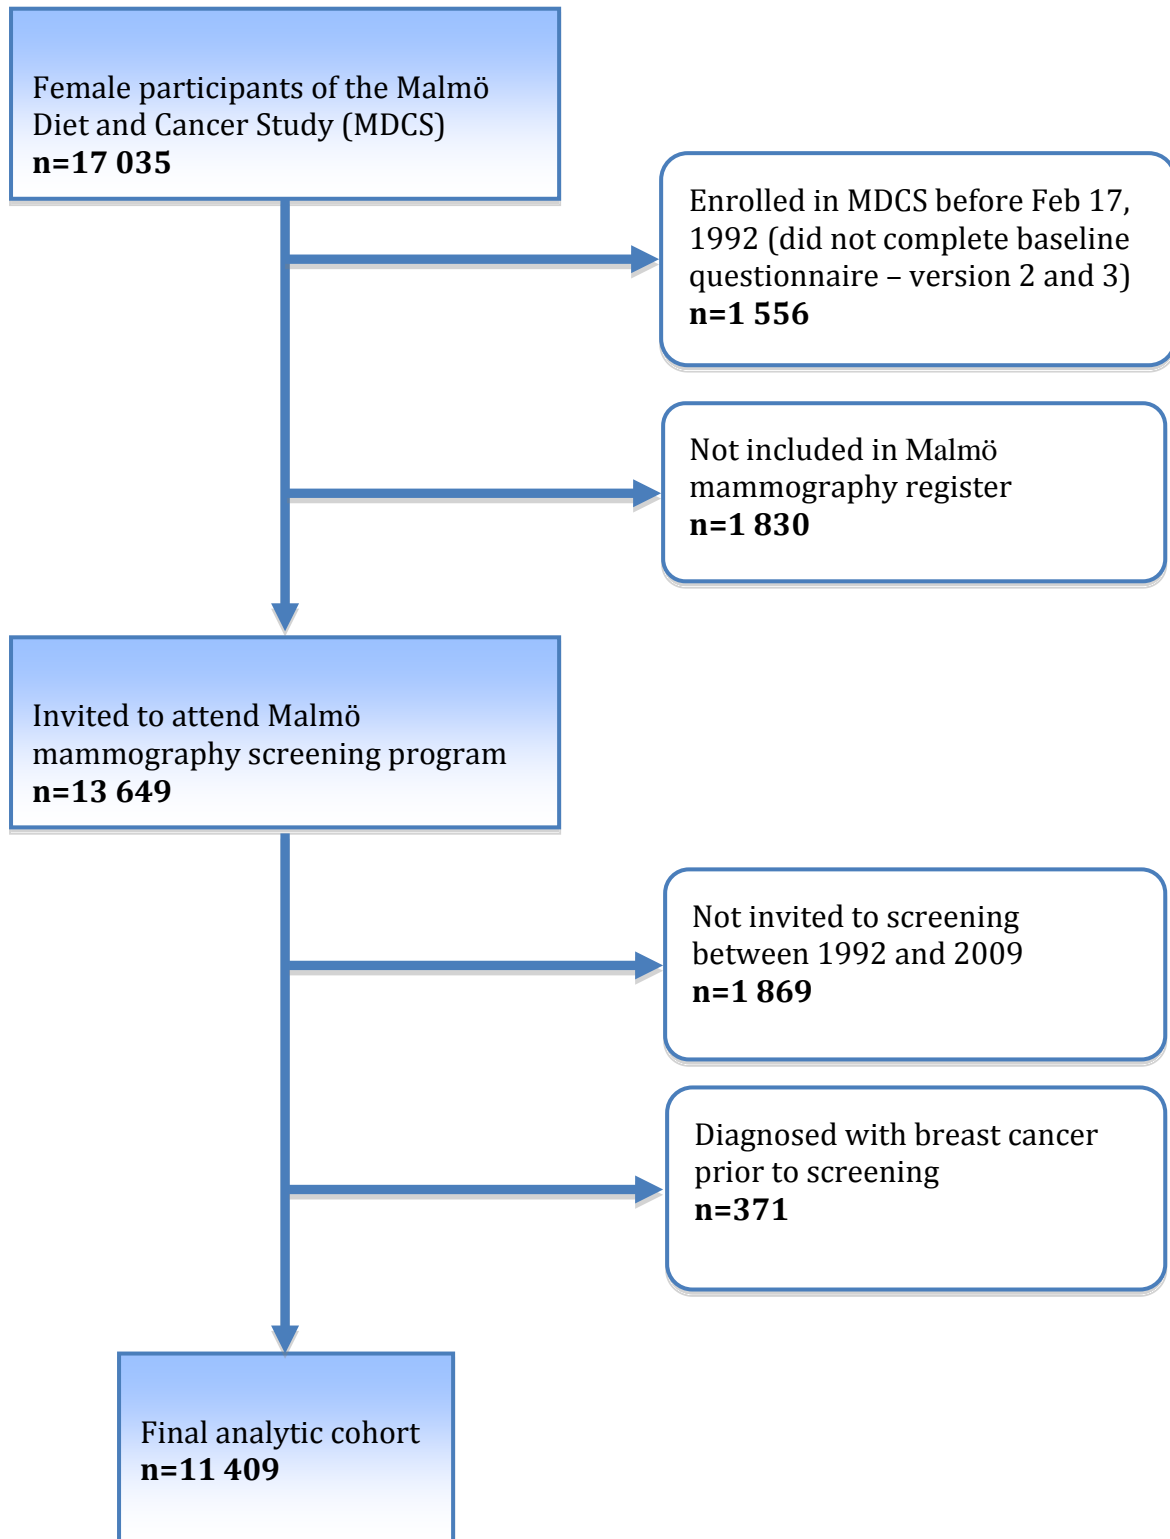 Female participants of the Malmö
Diet and Cancer Study (MDCS)
n=17 035
Enrolled in MDCS before Feb 17,
1992 (did not complete baseline
questionnaire – version 2 and 3)
n=1 556
Not included in Malmö
mammography register
n=1 830
Invited to attend Malmö
mammography screening program
n=13 649
Not invited to screening
between 1992 and 2009
n=1 869
Diagnosed with breast cancer
prior to screening
n=371
Final analytic cohort
n=11 409